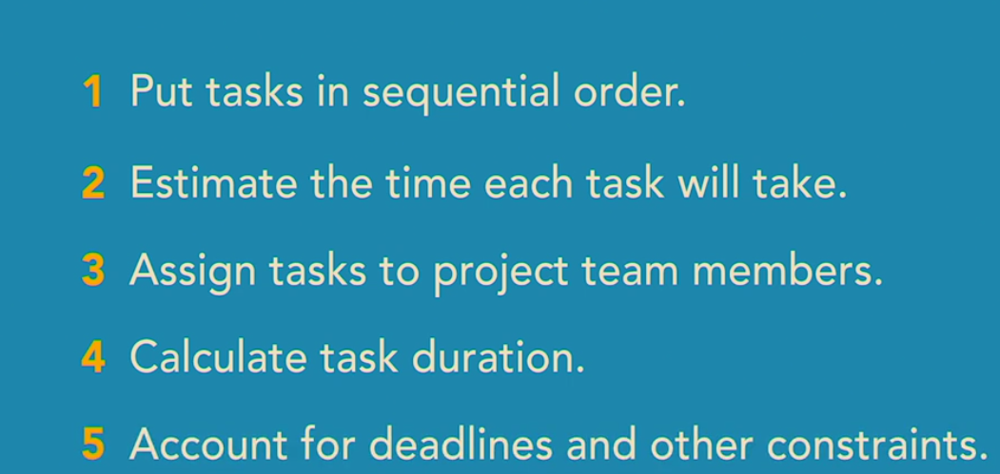 1 Put tasks in sequential order.
2 Estimate the time each task will take.
3 Assign tasks to project team members.
4 Calculate task duration.
5 Account for deadlines and other constraints.